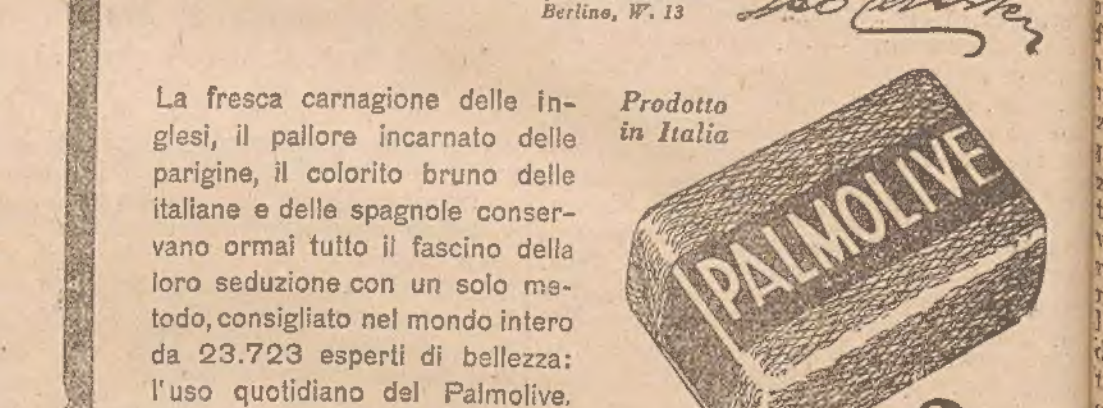 Berlino, W. 13
La fresca carnagione delle in-
glesi, il pallore incarnato delle
parigine, il colorito bruno delle
italiane e delle spagnole conser-
vano ormai tutto il fascino della
loro seduzione con un solo me-
todo, consigliato nel mondo intero
da 23.723 esperti di bellezza:
l'uso quotidiano del Palmolive.
Prodotto
in Italia
PALMOLIVE